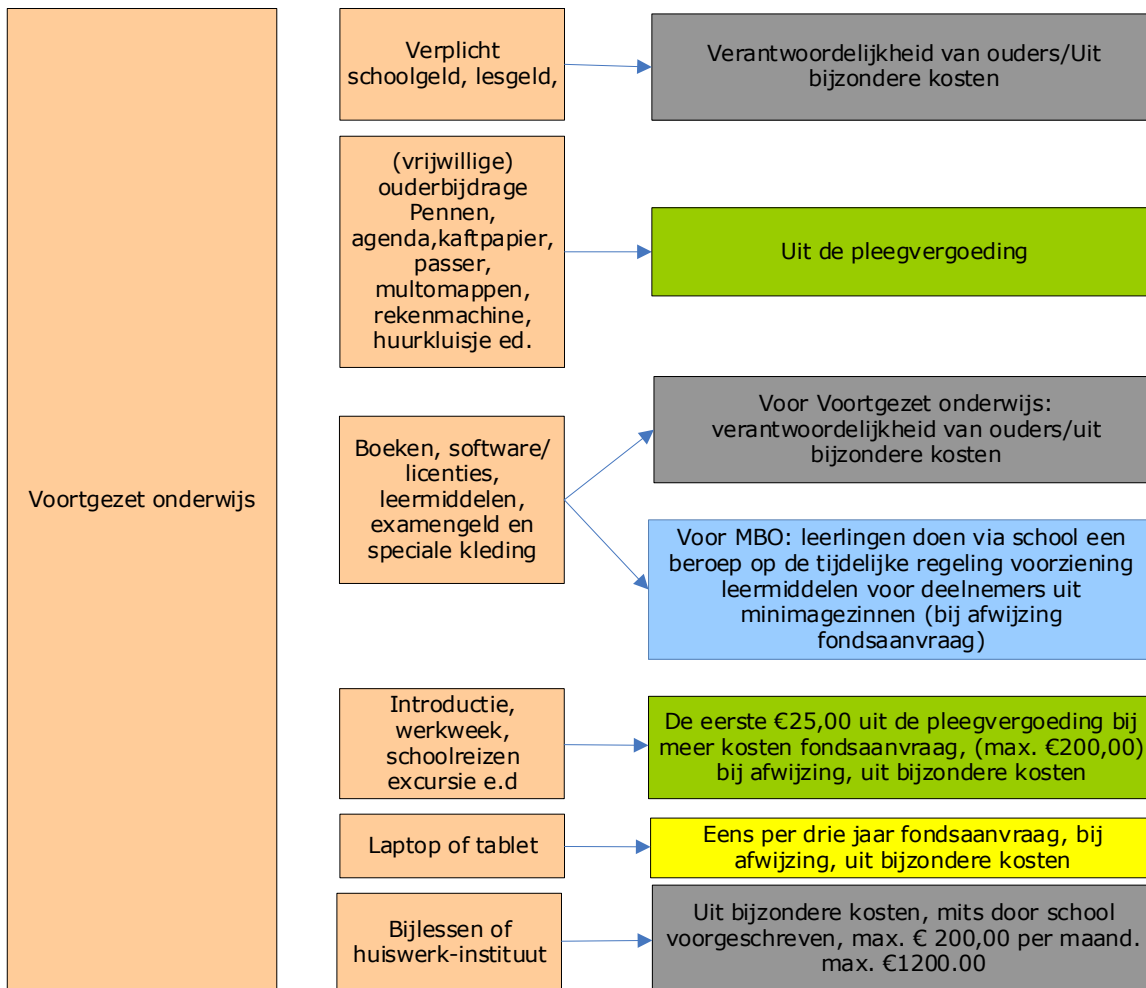 Voortgezet onderwijs
Verplicht
schoolgeld, lesgeld,
Verantwoordelijkheid van ouders/Uit
bijzondere kosten
(vrijwillige)
ouderbijdrage
Pennen,
agenda,kaftpapier,
passer,
multomappen,
rekenmachine,
huurkluisje ed.
Uit de pleegvergoeding
Boeken, software/
licenties,
leermiddelen,
examengeld en
speciale kleding
Voor Voortgezet onderwijs:
verantwoordelijkheid van ouders/uit
bijzondere kosten
Voor MBO: leerlingen doen via school een
beroep op de tijdelijke regeling voorziening
leermiddelen voor deelnemers uit
minimagezinnen (bij afwijzing
fondsaanvraag)
Introductie,
werkweek,
schoolreizen
excursie e.d
De eerste €25,00 uit de pleegvergoeding bij
meer kosten fondsaanvraag, (max. €200,00)
bij afwijzing, uit bijzondere kosten
Laptop of tablet
Eens per drie jaar fondsaanvraag, bij
afwijzing, uit bijzondere kosten
Bijlessen of
huiswerk-instituut
Uit bijzondere kosten, mits door school
voorgeschreven, max. € 200,00 per maand.
max. €1200.00